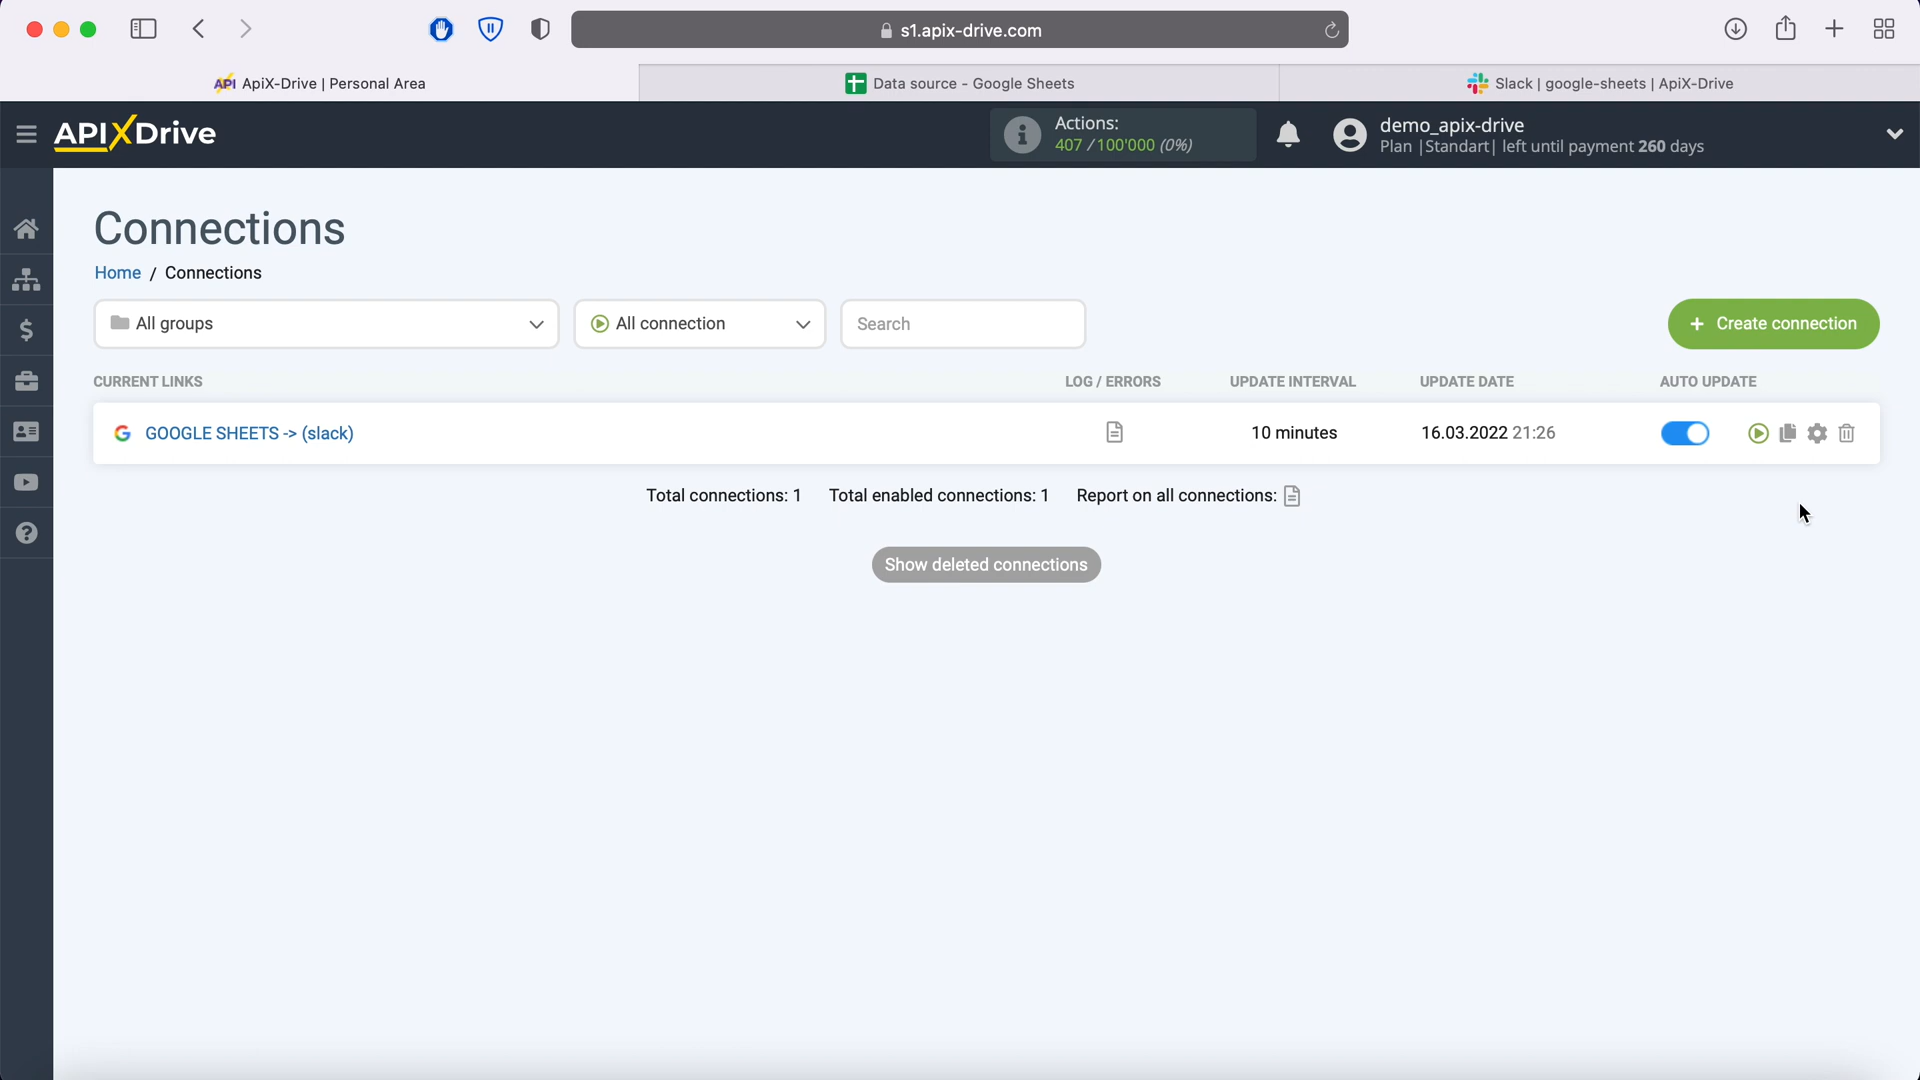 s1.apix-drive.com
API ApiX-Drive | Personal Area
Data source - Google Sheets
Slack | google-sheets | ApiX-Drive
APIXDrive
Actions:
407 /100'000 (0%)
demo_apix-drive
Plan |Standart| left until payment 260 days
Connections
Home / Connections
All groups
All connection
Search
+ Create connection
CURRENT LINKS
LOG / ERRORS
UPDATE INTERVAL
UPDATE DATE
AUTO UPDATE
GOOGLE SHEETS -> (slack)
10 minutes
16.03.2022 21:26
Total connections: 1
Total enabled connections: 1
Report on all connections:
Show deleted connections